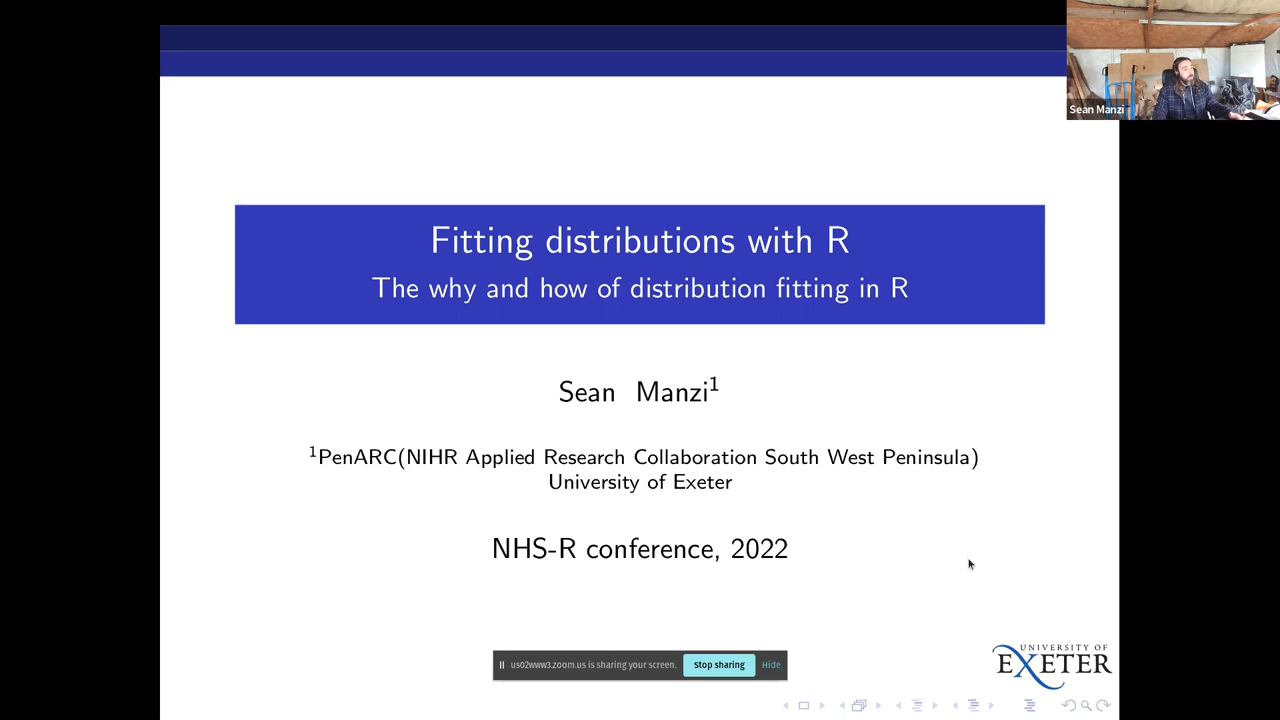 Sean Manzi
Fitting distributions with R
The why and how of distribution fitting in R
Sean Manzi1
1PenARC(NIHR Applied Research Collaboration South West Peninsula)
University of Exeter
NHS-R conference, 2022
us02www3.zoom.us is sharing your screen. Stop sharing Hide
UNIVERSITY OF
EXETER